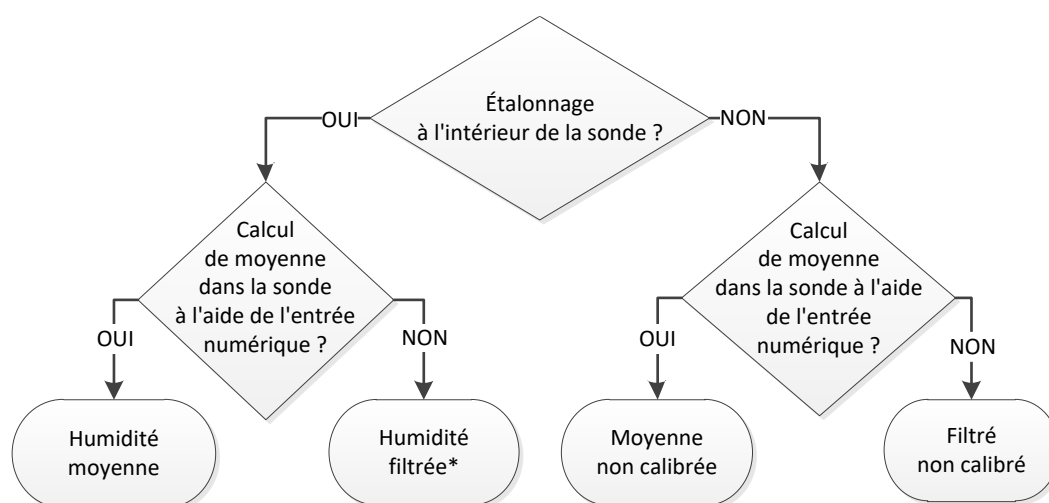 Étalonnage
à l'intérieur de la sonde ?
OUI
NON
Calcul
de moyenne
dans la sonde
à l'aide de l'entrée
numérique ?
Calcul
de moyenne
dans la sonde à l'aide
de l'entrée
numérique ?
OUI
NON
OUI
NON
Humidité
moyenne
Humidité
filtrée*
Moyenne
non calibrée
Filtré
non calibré